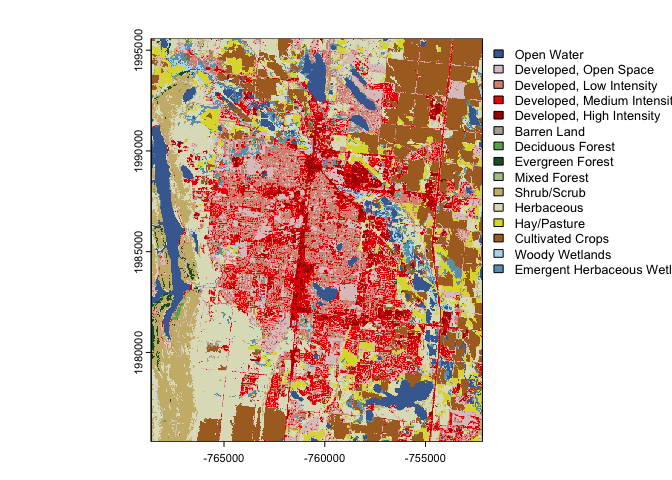 1995000
1990000
1985000
1980000
-765000
-760000
-755000
Open Water
Developed, Open Space
Developed, Low Intensity
Developed, Medium Intensit
Developed, High Intensity
Barren Land
Deciduous Forest
Evergreen Forest
Mixed Forest
Shrub/Scrub
Herbaceous
Hay/Pasture
Cultivated Crops
Woody Wetlands
Emergent Herbaceous Wetl